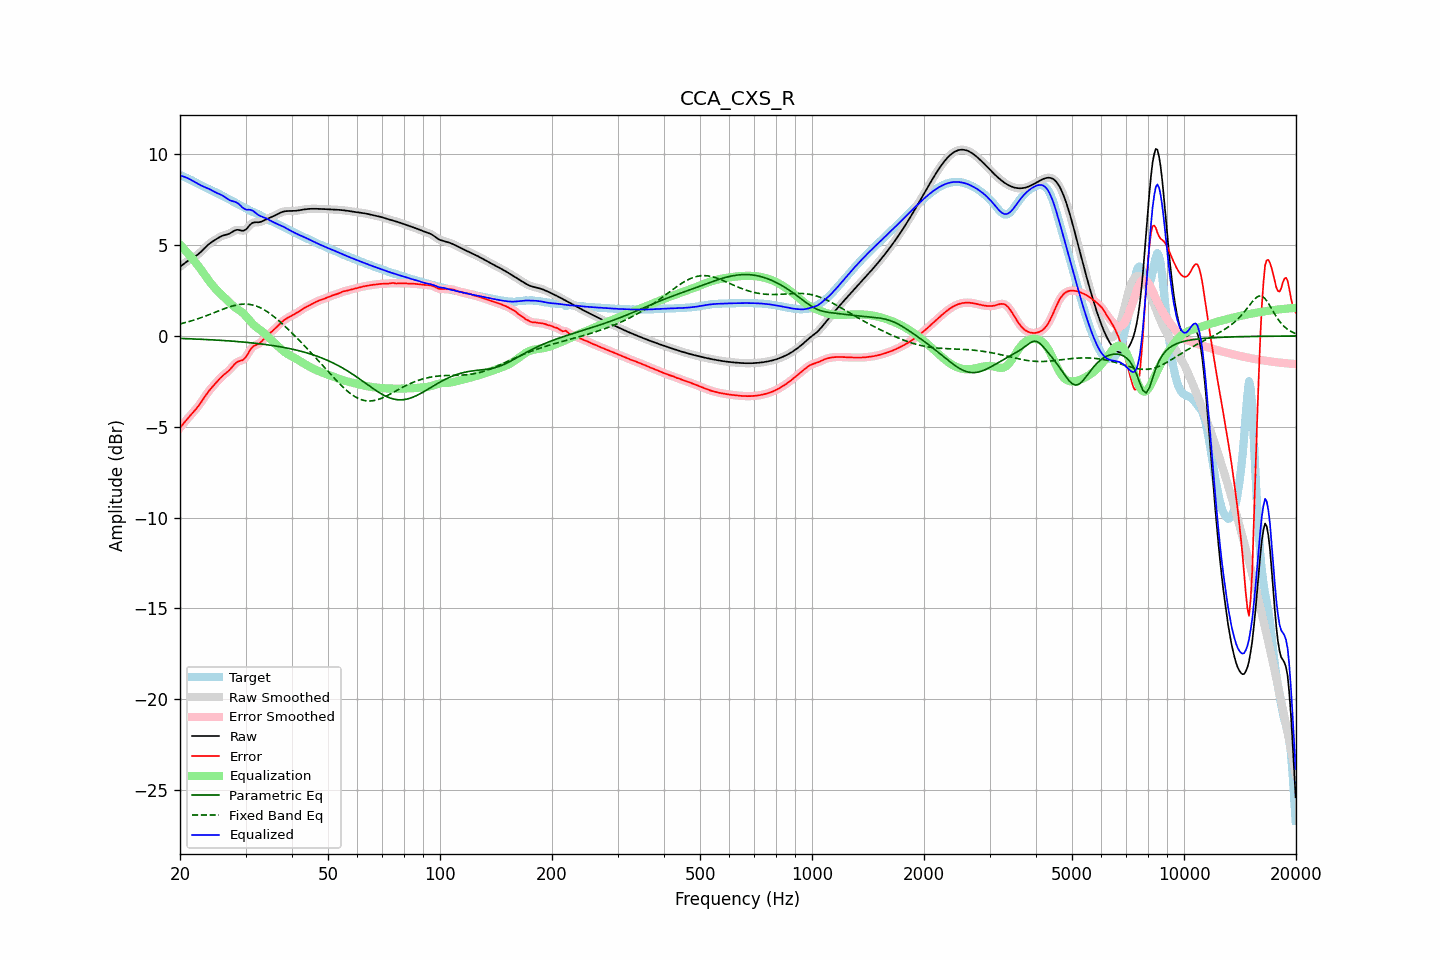 CCA_CXS_R
10
5
0
−5
−10
−15
−20
−25
Amplitude (dBr)
Target
Raw Smoothed
Error Smoothed
Raw
Error
Equalization
Parametric Eq
Fixed Band Eq
Equalized
20 50 100 200 500 1000 2000 5000 10000 20000
Frequency (Hz)